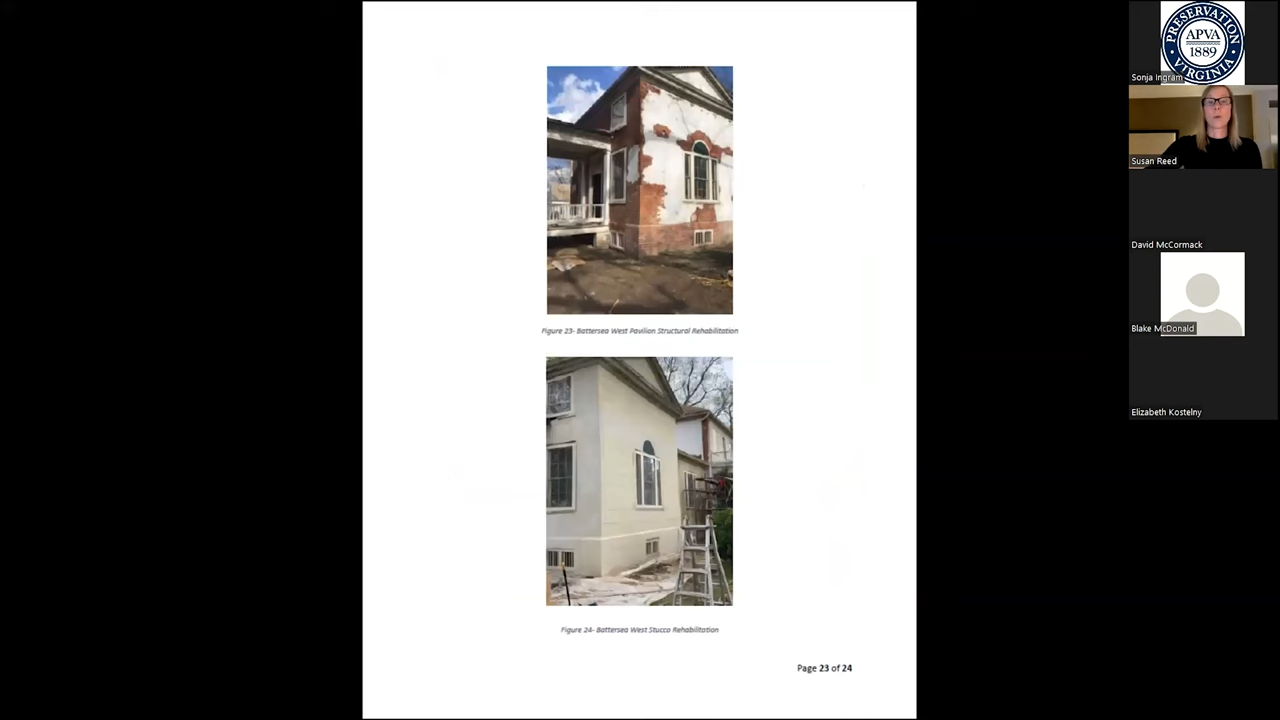 Figure 23- Battersea West Pavilion Structural Rehabilitation
Figure 24- Battersea West Stucco Rehabilitation
Page 23 of 24
PRESERVATION
APVA
1889
VIRGINIA
Sonja Ingram
Susan Reed
David McCormack
Blake McDonald
Elizabeth Kostelny